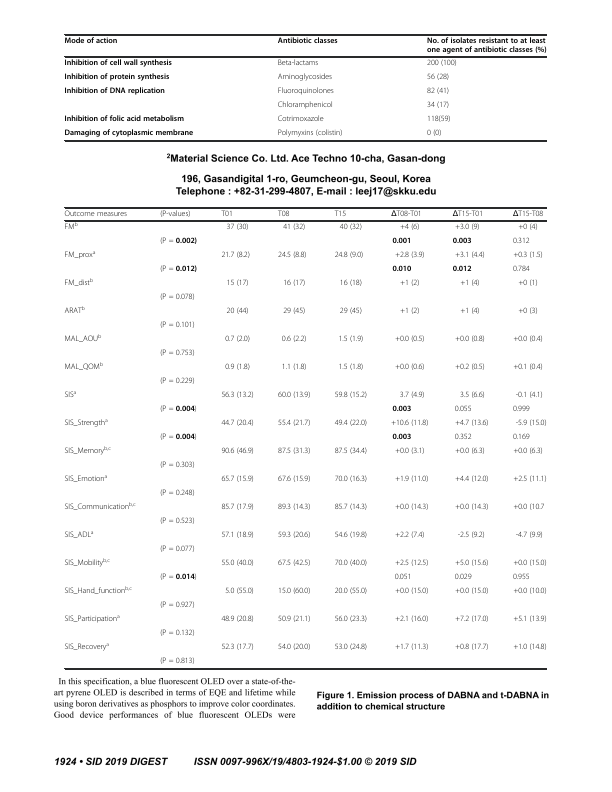 Mode of action Antibiotic classes No. of isolates resistant to at least
one agent of antibiotic classes (%)
Inhibition of cell wall synthesis Beta-lactams 200 (100)
Inhibition of protein synthesis Aminoglycosides 56 (28)
Inhibition of DNA replication Fluoroquinolones 82 (41)
Chloramphenicol 34 (17)
Inhibition of folic acid metabolism Cotrimoxazole 118(59)
Damaging of cytoplasmic membrane Polymyxins (colistin) 0 (0)
²Material Science Co. Ltd. Ace Techno 10-cha, Gasan-dong
196, Gasandigital 1-ro, Geumcheon-gu, Seoul, Korea
Telephone : +82-31-299-4807, E-mail : leej17@skku.edu
Outcome measures (P-values) T01 T08 T15 ΔT08-T01 ΔT15-T01 ΔT15-T08
FMᵇ 37 (30) 41 (32) 40 (32) +4 (6) +3.0 (9) +0 (4)
(P = 0.002) 0.001 0.003 0.312
FM_proxᵃ 21.7 (8.2) 24.5 (8.8) 24.8 (9.0) +2.8 (3.9) +3.1 (4.4) +0.3 (1.5)
(P = 0.012) 0.010 0.012 0.784
FM_distᵇ 15 (17) 16 (17) 16 (18) +1 (2) +1 (4) +0 (1)
(P = 0.078)
ARATᵇ 20 (44) 29 (45) 29 (45) +1 (2) +1 (4) +0 (3)
(P = 0.101)
MAL_AOUᵇ 0.7 (2.0) 0.6 (2.2) 1.5 (1.9) +0.0 (0.5) +0.0 (0.8) +0.0 (0.4)
(P = 0.753)
MAL_QOMᵇ 0.9 (1.8) 1.1 (1.8) 1.5 (1.8) +0.0 (0.6) +0.2 (0.5) +0.1 (0.4)
(P = 0.229)
SISᵃ 56.3 (13.2) 60.0 (13.9) 59.8 (15.2) 3.7 (4.9) 3.5 (6.6) -0.1 (4.1)
(P = 0.004) 0.003 0.055 0.999
SIS_Strengthᵃ 44.7 (20.4) 55.4 (21.7) 49.4 (22.0) +10.6 (11.8) +4.7 (13.6) -5.9 (15.0)
(P = 0.004) 0.003 0.352 0.169
SIS_Memoryᵇ,ᶜ 90.6 (46.9) 87.5 (31.3) 87.5 (34.4) +0.0 (3.1) +0.0 (6.3) +0.0 (6.3)
(P = 0.303)
SIS_Emotionᵃ 65.7 (15.9) 67.6 (15.9) 70.0 (16.3) +1.9 (11.0) +4.4 (12.0) +2.5 (11.1)
(P = 0.248)
SIS_Communicationᵇ,ᶜ 85.7 (17.9) 89.3 (14.3) 85.7 (14.3) +0.0 (14.3) +0.0 (14.3) +0.0 (10.7
(P = 0.523)
SIS_ADLᵃ 57.1 (18.9) 59.3 (20.6) 54.6 (19.8) +2.2 (7.4) -2.5 (9.2) -4.7 (9.9)
(P = 0.077)
SIS_Mobilityᵇ,ᶜ 55.0 (40.0) 67.5 (42.5) 70.0 (40.0) +2.5 (12.5) +5.0 (15.6) +0.0 (15.0)
(P = 0.014) 0.051 0.029 0.955
SIS_Hand_functionᵇ,ᶜ 5.0 (55.0) 15.0 (60.0) 20.0 (55.0) +0.0 (15.0) +0.0 (15.0) +0.0 (10.0)
(P = 0.927)
SIS_Participationᵃ 48.9 (20.8) 50.9 (21.1) 56.0 (23.3) +2.1 (16.0) +7.2 (17.0) +5.1 (13.9)
(P = 0.132)
SIS_Recoveryᵃ 52.3 (17.7) 54.0 (20.0) 53.0 (24.8) +1.7 (11.3) +0.8 (17.7) +1.0 (14.8)
(P = 0.813)
In this specification, a blue fluorescent OLED over a state-of-the-
art pyrene OLED is described in terms of EQE and lifetime while
using boron derivatives as phosphors to improve color coordinates.
Good device performances of blue fluorescent OLEDs were
Figure 1. Emission process of DABNA and t-DABNA in
addition to chemical structure
1924 • SID 2019 DIGEST ISSN 0097-996X/19/4803-1924-$1.00 © 2019 SID